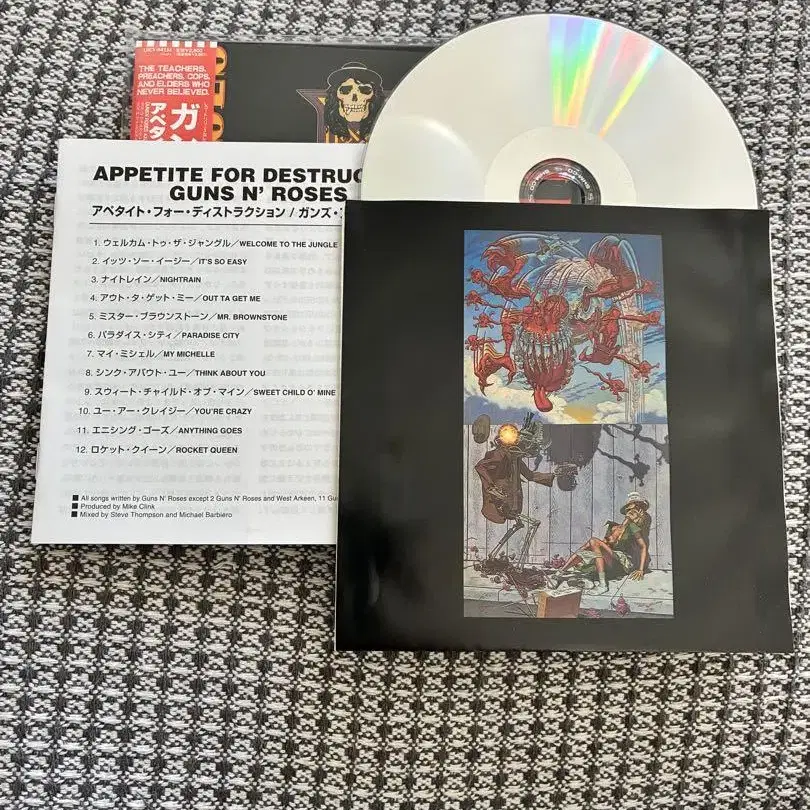 THE TEACHERS,
PREACHERS, COPS,
AND ELDERS WHO
NEVER BELIEVED.
ガン
アペタイ
APPETITE FOR DESTRUC
GUNS N' ROSES
アペタイト・フォー・ディストラクション / ガンズ・
1. ウェルカム・トゥ・ザ・ジャングル/WELCOME TO THE JUNGLE
2. イッツ・ソー・イージー/IT'S SO EASY
3. ナイトレイン/NIGHTRAIN
4. アウト・タ・ゲット・ミー/OUT TA GET ME
5. ミスター・ブラウンストーン/MR. BROWNSTONE
6. パラダイス・シティ/PARADISE CITY
7. マイ・ミシェル/MY MICHELLE
8. シンク・アバウト・ユー/THINK ABOUT YOU
9. スウィート・チャイルド・オブ・マイン/SWEET CHILD O' MINE
10. ユー・アー・クレイジー/YOU'RE CRAZY
11. エニシング・ゴーズ/ANYTHING GOES
12. ロケット・クイーン/ROCKET QUEEN
■ All songs written by Guns N' Roses except 2 Guns N' Roses and West Arkeen, 11 Gu
■ Produced by Mike Clink
■ Mixed by Steve Thompson and Michael Barbiero